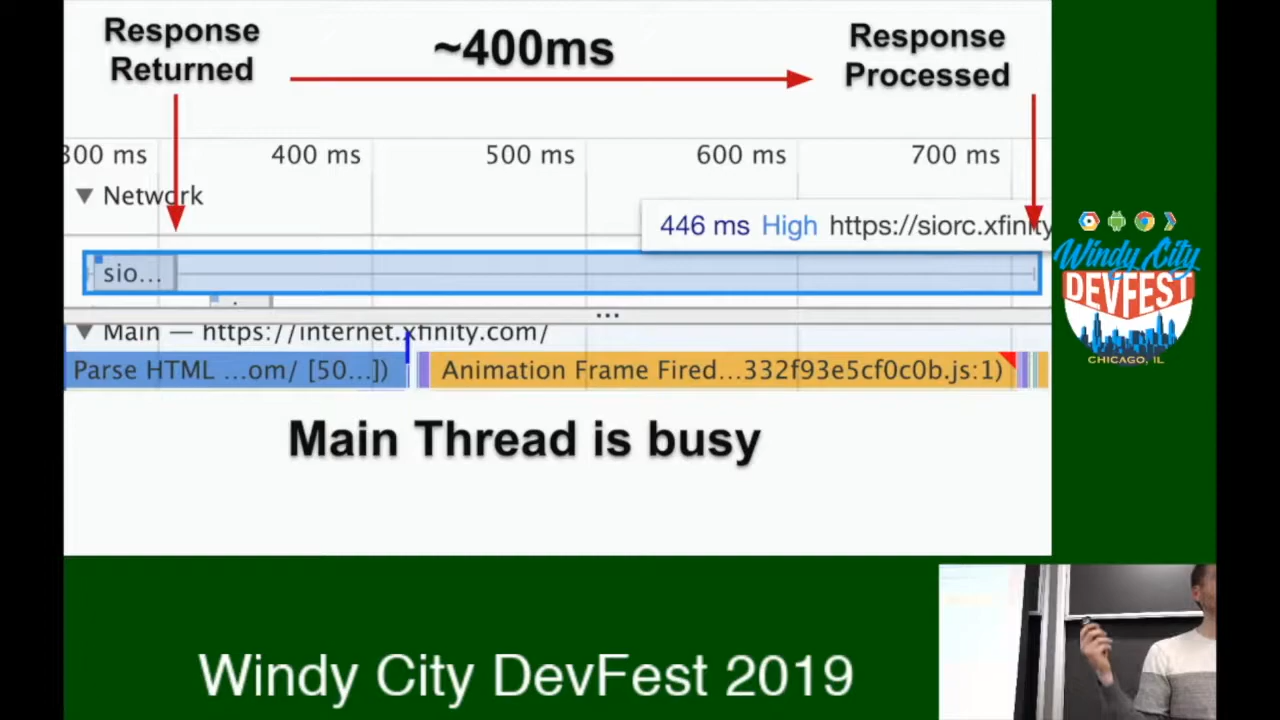 Response
Returned
~400ms
Response
Processed
300 ms
400 ms
500 ms
600 ms
700 ms
▼ Network
446 ms High https://siorc.xfinity
sio...
...
▼ Main — https://internet.xfinity.com/
Parse HTML ...om/ [50...])
Animation Frame Fired...332f93e5cf0c0b.js:1)
Main Thread is busy
Windy City
DEVFEST
CHICAGO, IL
Windy City DevFest 2019